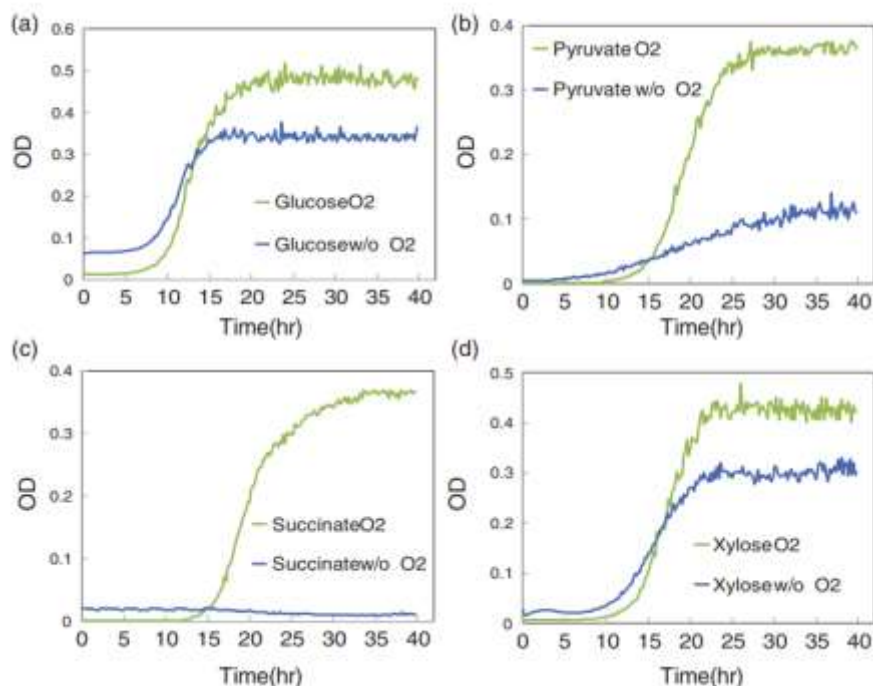 (a)
0.6
0.5
0.4
0.3
0.2
0.1
0
OD
GlucoseO2
Glucosew/o O2
0 5 10 15 20 25 30 35 40
Time(hr)
(b)
0.4
0.3
0.2
0.1
0
OD
Pyruvate O2
Pyruvate w/o O2
0 5 10 15 20 25 30 35 40
Time(hr)
(c)
0.4
0.3
0.2
0.1
0
OD
SuccinateO2
Succinatew/o O2
0 5 10 15 20 25 30 35 40
Time(hr)
(d)
0.5
0.4
0.3
0.2
0.1
0
OD
XyloseO2
Xylosew/o O2
0 5 10 15 20 25 30 35 40
Time(hr)